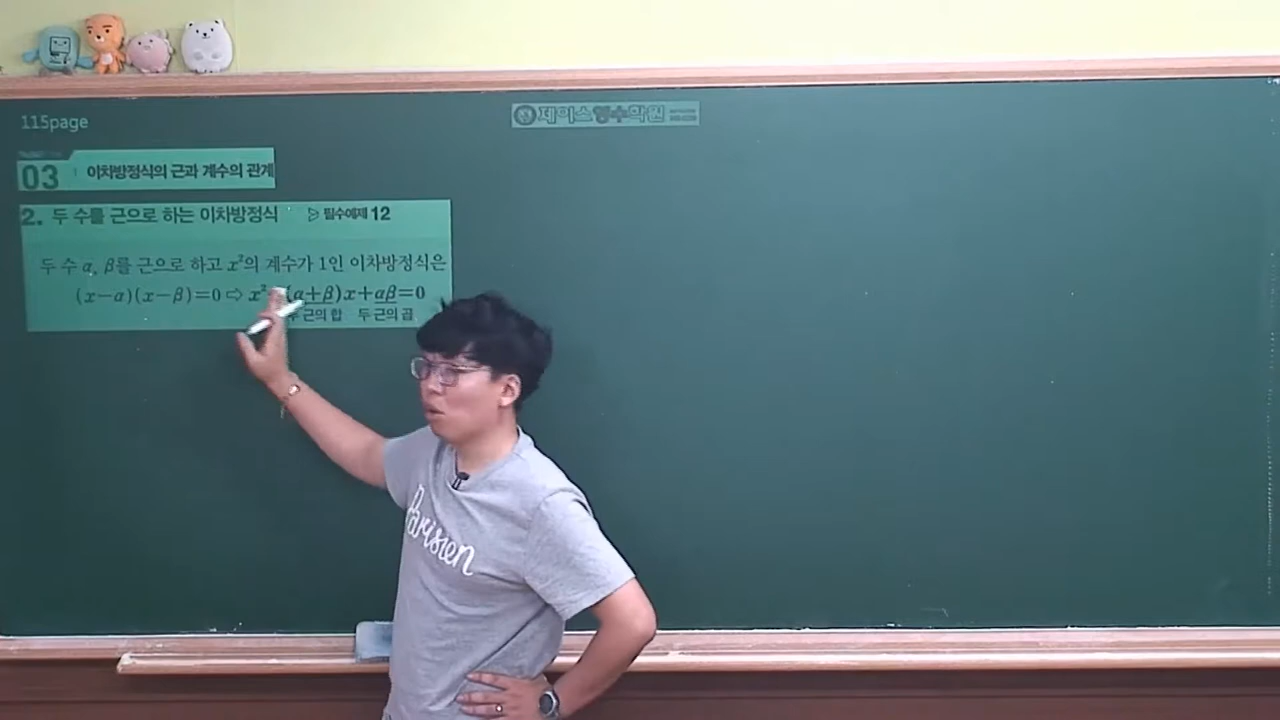 115page
제이스영수학원
03 이차방정식의 근과 계수의 관계
2. 두 수를 근으로 하는 이차방정식 ▷ 필수예제 12
두 수 α, β를 근으로 하고 x²의 계수가 1인 이차방정식은
(x−α)(x−β)=0 ⇨ x² (α+β)x+αβ=0
근의 합 두 근의 곱
Parisien